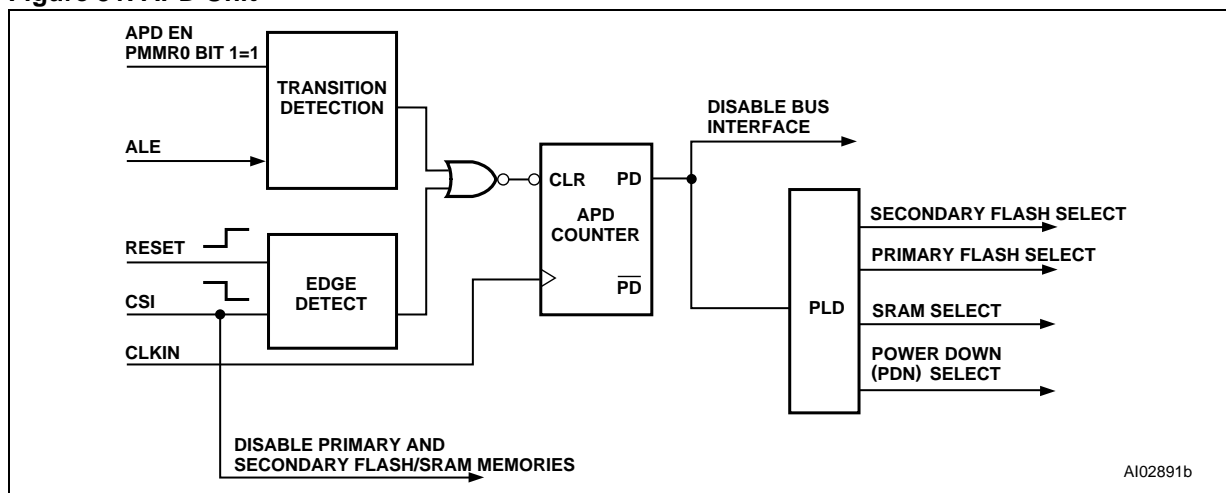 APD EN
PMMR0 BIT 1=1
TRANSITION
DETECTION
ALE
RESET
CSI
EDGE
DETECT
CLKIN
CLR
PD
APD
COUNTER
PD
DISABLE BUS
INTERFACE
PLD
SECONDARY FLASH SELECT
PRIMARY FLASH SELECT
SRAM SELECT
POWER DOWN
(PDN) SELECT
DISABLE PRIMARY AND
SECONDARY FLASH/SRAM MEMORIES
AI02891b